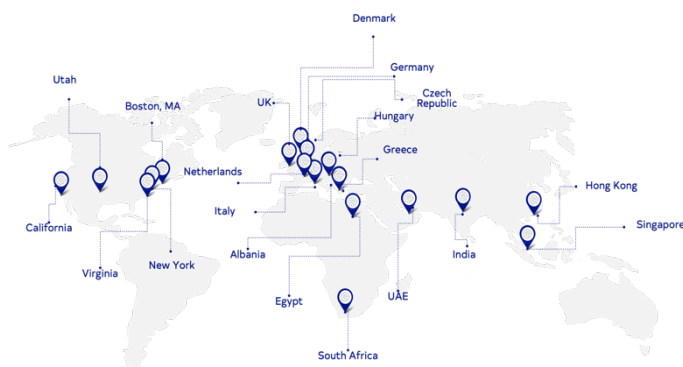 Denmark
Germany
Utah
Czech
Republic
UK
Boston, MA
Hungary
Greece
Netherlands
Hong Kong
Italy
Singapore
California
Albania
India
New York
Virginia
UAE
Egypt
South Africa